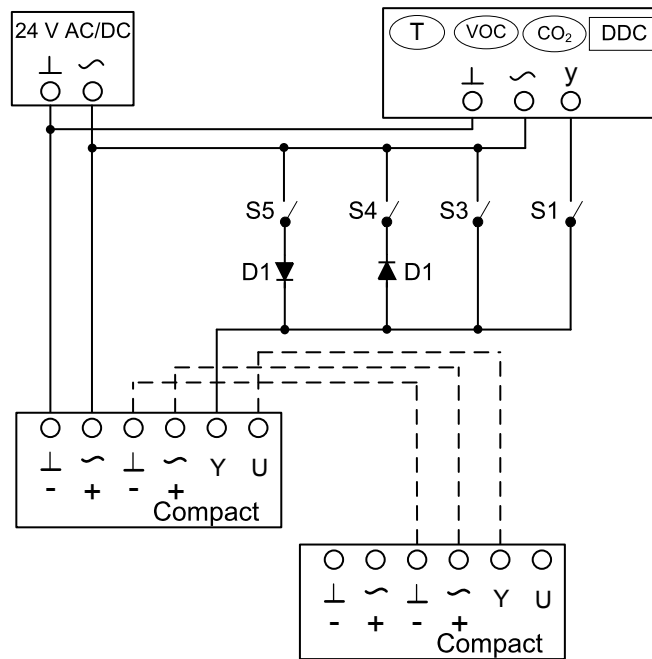 24 V AC/DC
⊥ ~
T VOC CO₂ DDC
⊥ ~ y
S5 S4 S3 S1
D1 D1
⊥ ~ ⊥ ~ Y U
- + - +
Compact
⊥ ~ ⊥ ~ Y U
- + - +
Compact